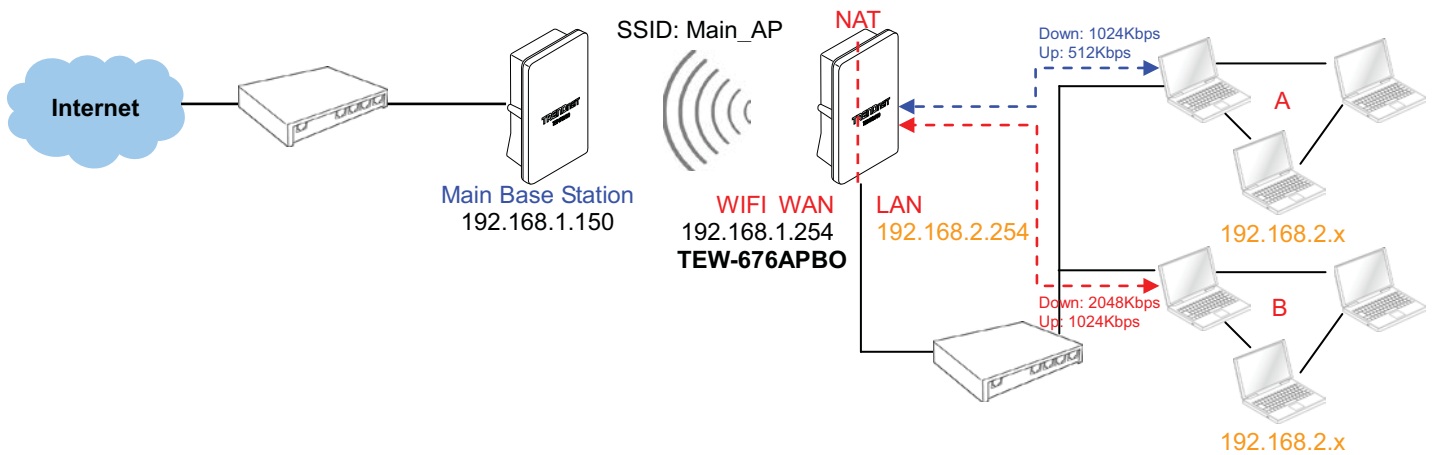 Internet
SSID: Main_AP
NAT
TRENDNET
TRENDNET
Main Base Station
192.168.1.150
WIFI WAN
LAN
192.168.1.254
192.168.2.254
TEW-676APBO
Down: 1024Kbps
Up: 512Kbps
A
192.168.2.x
Down: 2048Kbps
Up: 1024Kbps
B
192.168.2.x